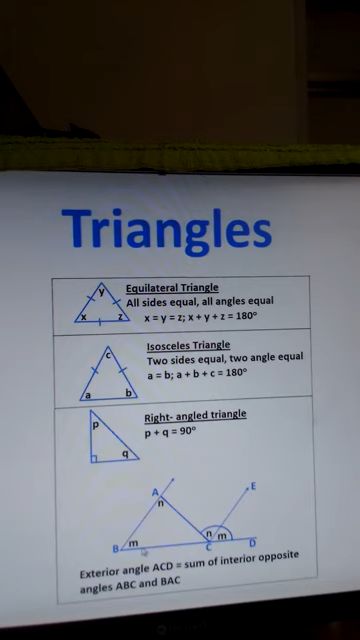 Triangles
Equilateral Triangle
All sides equal, all angles equal
x = y = z; x + y + z = 180°
y
x
z
Isosceles Triangle
Two sides equal, two angle equal
a = b; a + b + c = 180°
c
a
b
Right- angled triangle
p + q = 90°
p
q
A
E
n
B
m
n
m
C
D
Exterior angle ACD = sum of interior opposite
angles ABC and BAC